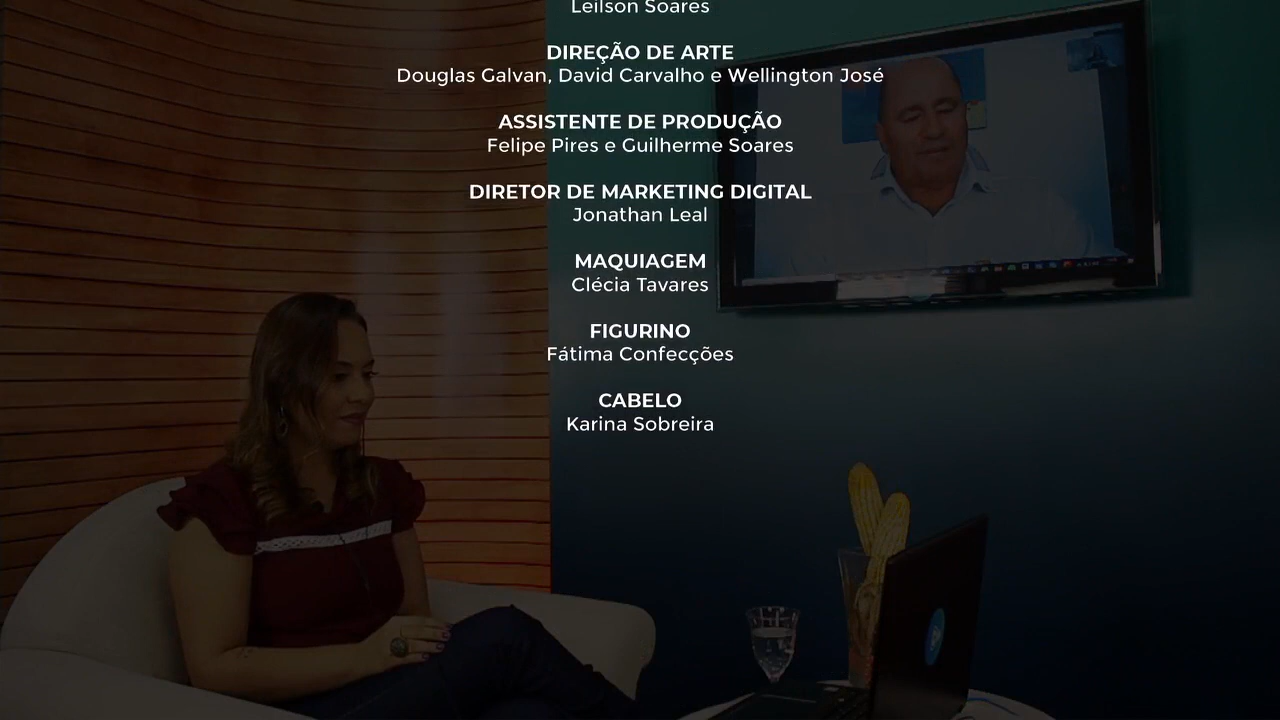 Leilson Soares
DIREÇÃO DE ARTE
Douglas Galvan, David Carvalho e Wellington José
ASSISTENTE DE PRODUÇÃO
Felipe Pires e Guilherme Soares
DIRETOR DE MARKETING DIGITAL
Jonathan Leal
MAQUIAGEM
Clécia Tavares
FIGURINO
Fátima Confecções
CABELO
Karina Sobreira